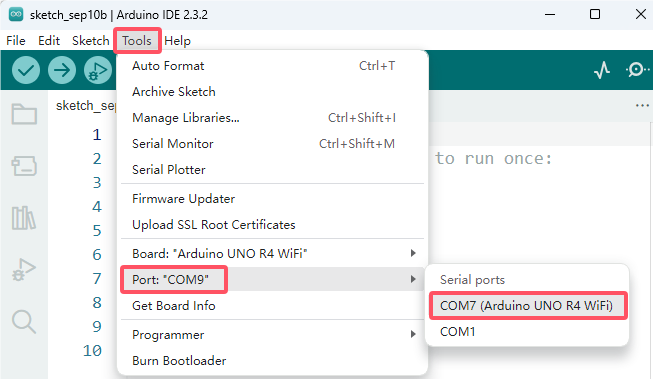 sketch_sep10b | Arduino IDE 2.3.2
File Edit Sketch Tools Help
sketch_sep
Auto Format Ctrl+T
Archive Sketch
Manage Libraries... Ctrl+Shift+I
Serial Monitor Ctrl+Shift+M
Serial Plotter
Firmware Updater
Upload SSL Root Certificates
Board: "Arduino UNO R4 WiFi"
Port: "COM9"
Get Board Info
Programmer
Burn Bootloader
Serial ports
COM7 (Arduino UNO R4 WiFi)
COM1
1
2 to run once:
3
4
5
6
7
8
9
10